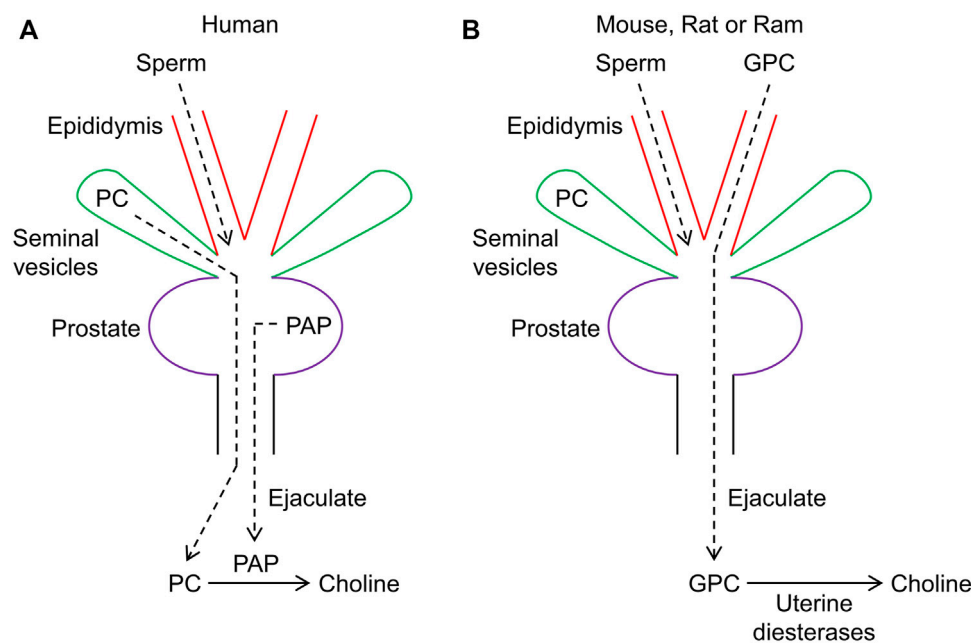 A
Human
Sperm
Epididymis
PC
Seminal
vesicles
Prostate
PAP
Ejaculate
PAP
PC
Choline
B
Mouse, Rat or Ram
Sperm
GPC
Epididymis
PC
Seminal
vesicles
Prostate
Ejaculate
GPC
Choline
Uterine
diesterases